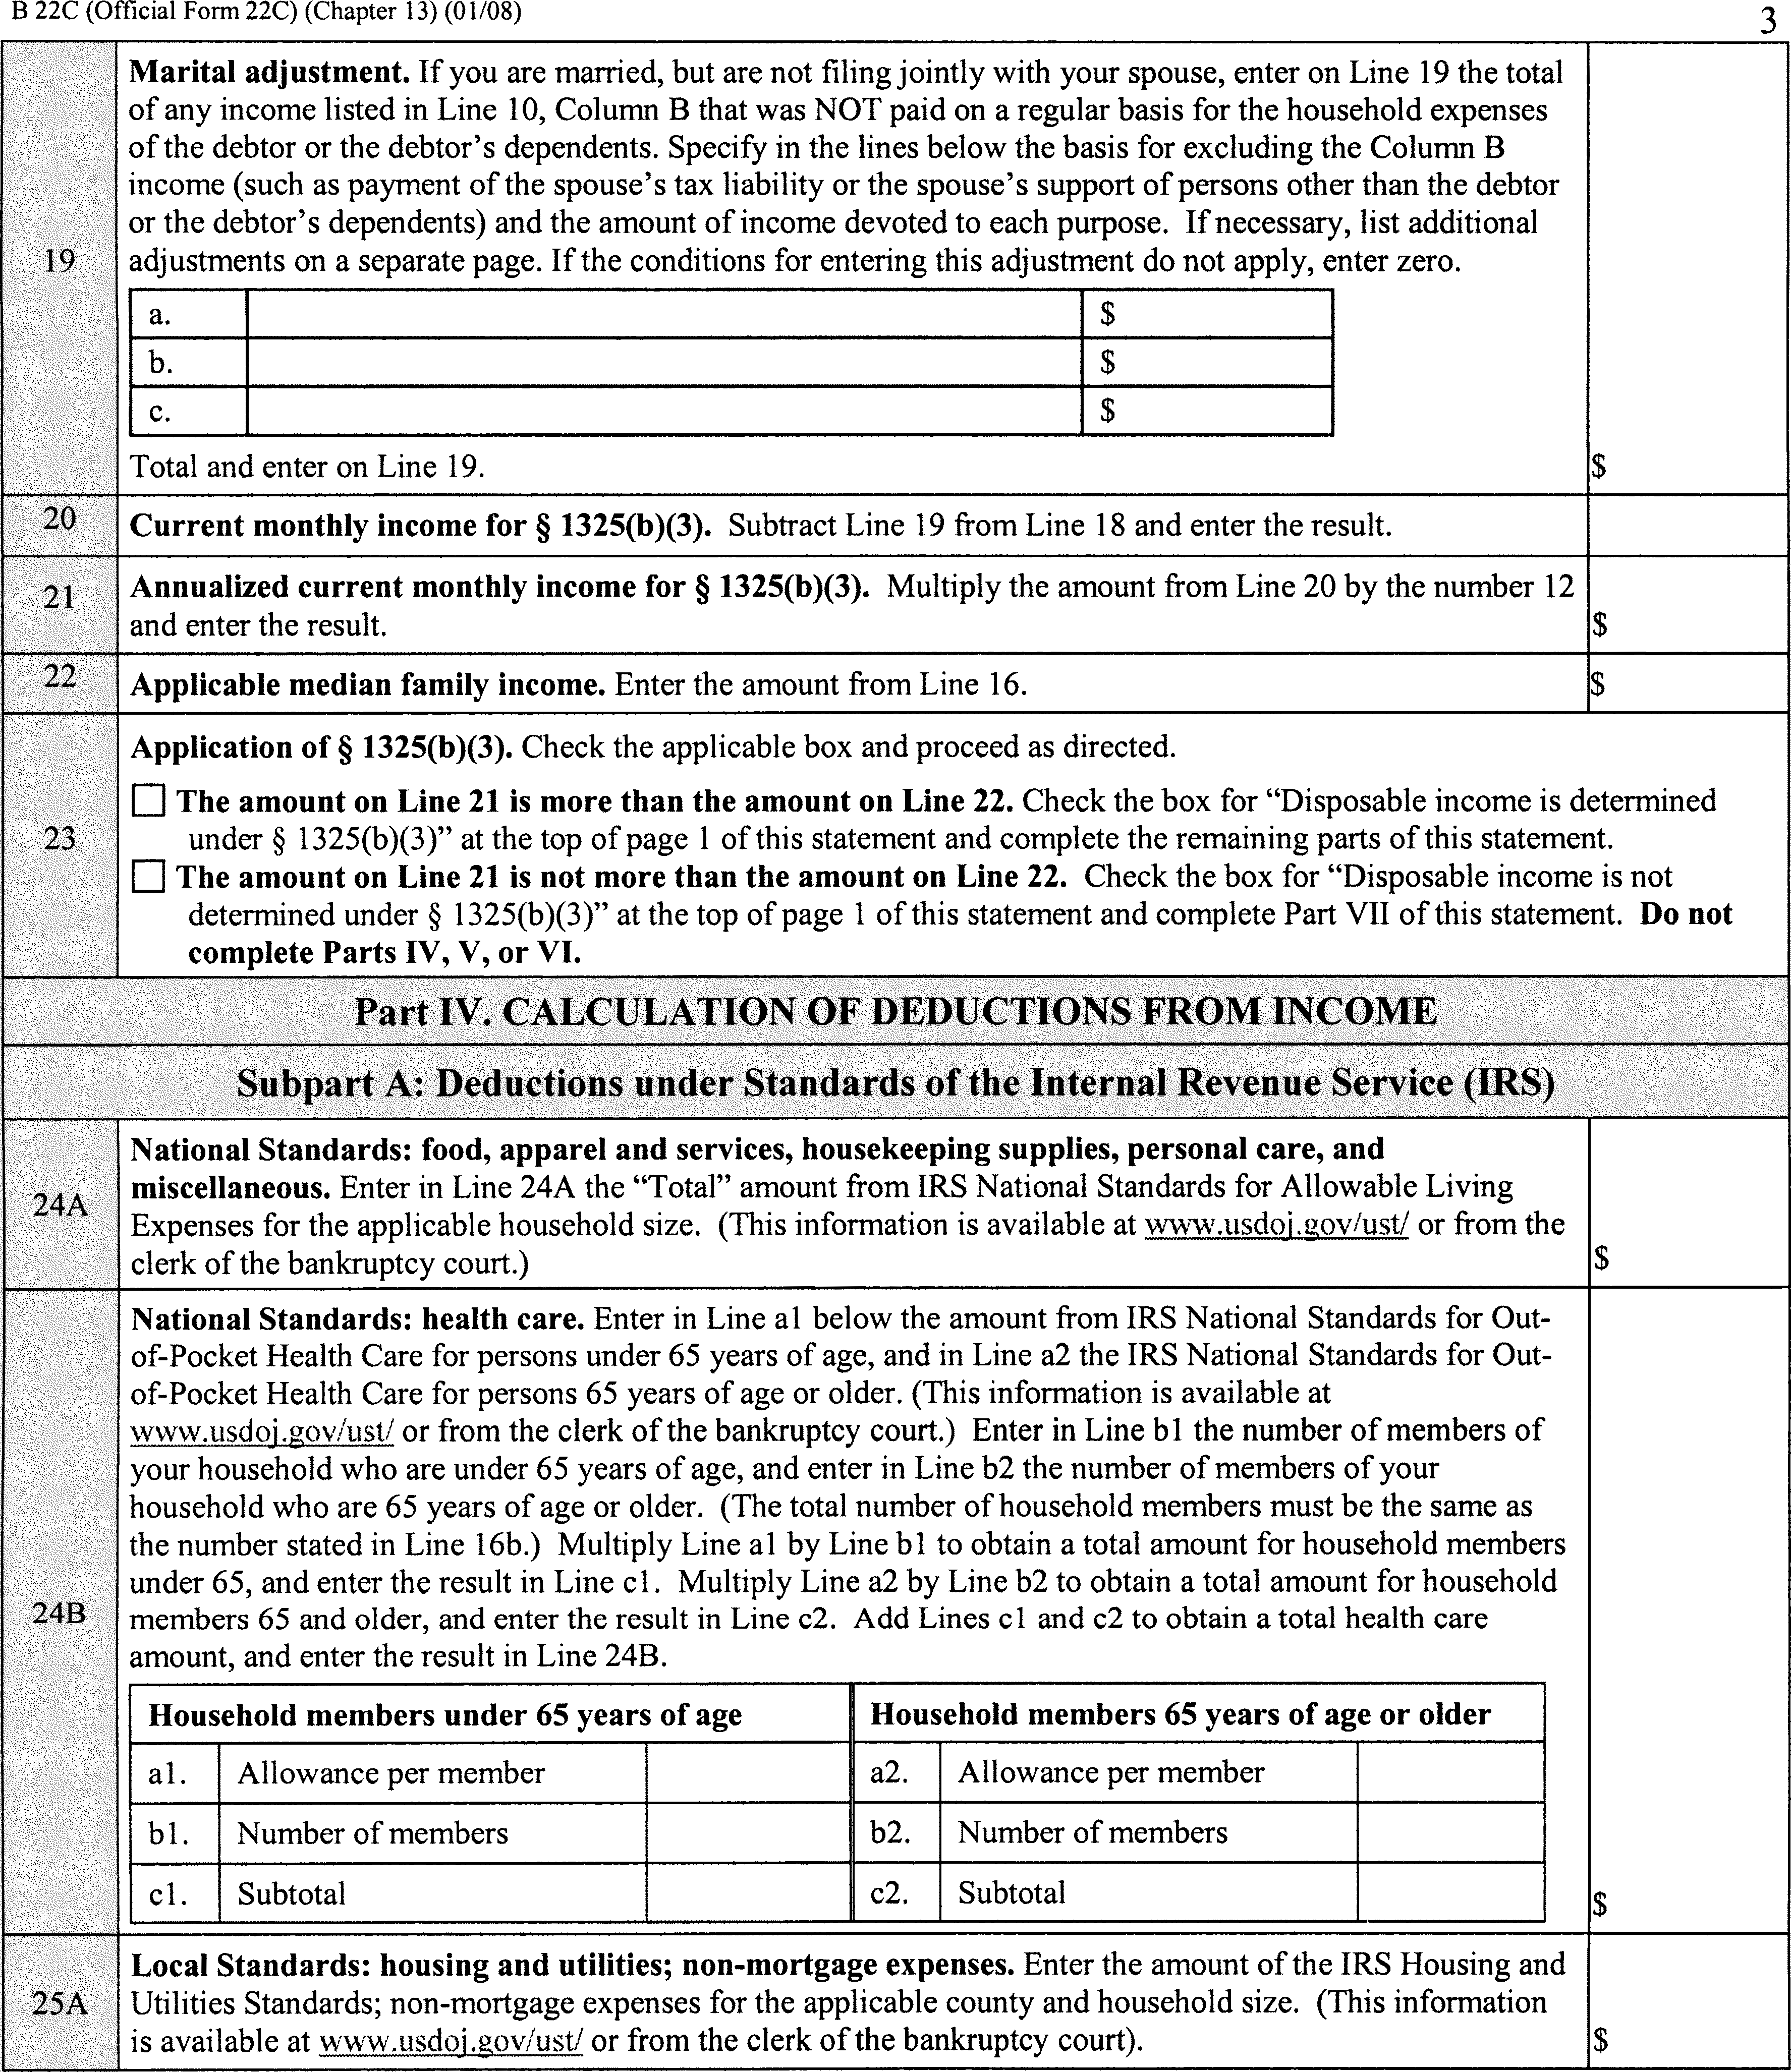 B 22C (Official Form 22C) (Chapter 13) (01/08)
3
19
Marital adjustment. If you are married, but are not filing jointly with your spouse, enter on Line 19 the total
of any income listed in Line 10, Column B that was NOT paid on a regular basis for the household expenses
of the debtor or the debtor's dependents. Specify in the lines below the basis for excluding the Column B
income (such as payment of the spouse's tax liability or the spouse's support of persons other than the debtor
or the debtor's dependents) and the amount of income devoted to each purpose. If necessary, list additional
adjustments on a separate page. If the conditions for entering this adjustment do not apply, enter zero.
a. $
b. $
c. $
Total and enter on Line 19. $
20
Current monthly income for § 1325(b)(3). Subtract Line 19 from Line 18 and enter the result.
21
Annualized current monthly income for § 1325(b)(3). Multiply the amount from Line 20 by the number 12
and enter the result. $
22
Applicable median family income. Enter the amount from Line 16. $
23
Application of § 1325(b)(3). Check the applicable box and proceed as directed.
☐ The amount on Line 21 is more than the amount on Line 22. Check the box for “Disposable income is determined
under § 1325(b)(3)” at the top of page 1 of this statement and complete the remaining parts of this statement.
☐ The amount on Line 21 is not more than the amount on Line 22. Check the box for “Disposable income is not
determined under § 1325(b)(3)” at the top of page 1 of this statement and complete Part VII of this statement. Do not
complete Parts IV, V, or VI.
Part IV. CALCULATION OF DEDUCTIONS FROM INCOME
Subpart A: Deductions under Standards of the Internal Revenue Service (IRS)
24A
National Standards: food, apparel and services, housekeeping supplies, personal care, and
miscellaneous. Enter in Line 24A the “Total” amount from IRS National Standards for Allowable Living
Expenses for the applicable household size. (This information is available at www.usdoj.gov/ust/ or from the
clerk of the bankruptcy court.) $
24B
National Standards: health care. Enter in Line a1 below the amount from IRS National Standards for Out-
of-Pocket Health Care for persons under 65 years of age, and in Line a2 the IRS National Standards for Out-
of-Pocket Health Care for persons 65 years of age or older. (This information is available at
www.usdoj.gov/ust/ or from the clerk of the bankruptcy court.) Enter in Line b1 the number of members of
your household who are under 65 years of age, and enter in Line b2 the number of members of your
household who are 65 years of age or older. (The total number of household members must be the same as
the number stated in Line 16b.) Multiply Line a1 by Line b1 to obtain a total amount for household members
under 65, and enter the result in Line c1. Multiply Line a2 by Line b2 to obtain a total amount for household
members 65 and older, and enter the result in Line c2. Add Lines c1 and c2 to obtain a total health care
amount, and enter the result in Line 24B.
Household members under 65 years of age Household members 65 years of age or older
a1. Allowance per member a2. Allowance per member
b1. Number of members b2. Number of members
c1. Subtotal c2. Subtotal $
25A
Local Standards: housing and utilities; non-mortgage expenses. Enter the amount of the IRS Housing and
Utilities Standards; non-mortgage expenses for the applicable county and household size. (This information
is available at www.usdoj.gov/ust/ or from the clerk of the bankruptcy court). $